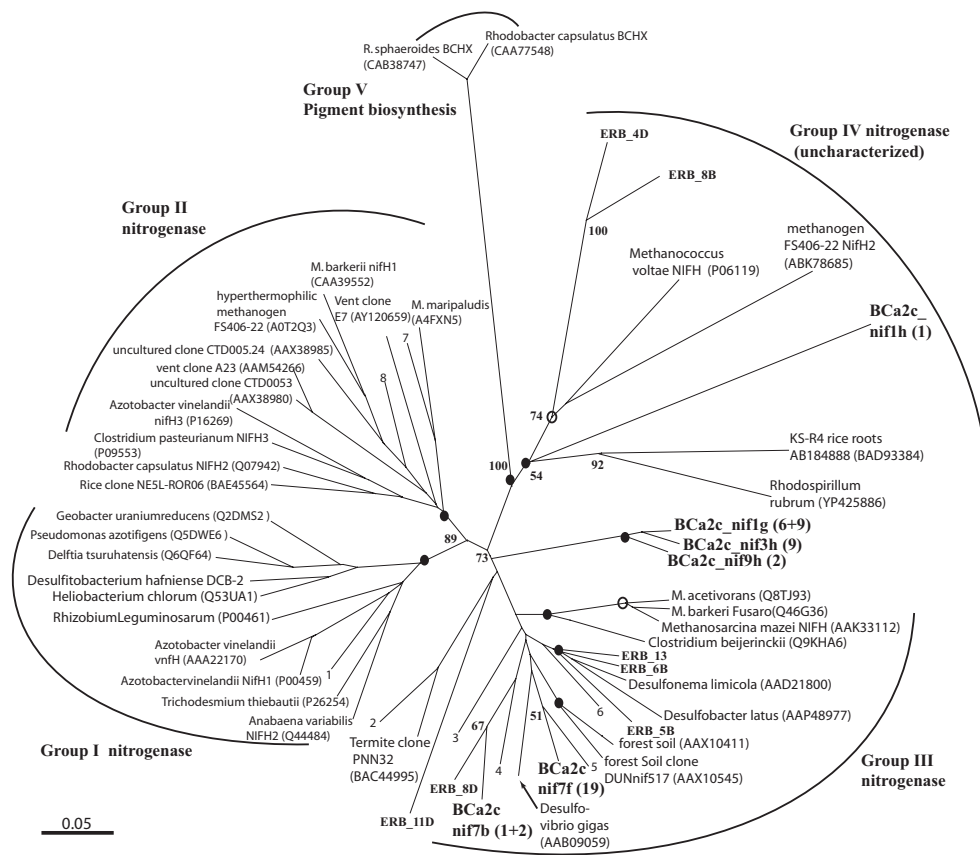 Rhodobacter capsulatus BCHX
(CAA77548)
R. sphaeroides BCHX
(CAB38747)
Group V
Pigment biosynthesis
Group IV nitrogenase
(uncharacterized)
ERB_4D
ERB_8B
100
methanogen
FS406-22 NifH2
(ABK78685)
Methanococcus
voltae NIFH (P06119)
BCa2c_
nif1h (1)
74
100
54
92
KS-R4 rice roots
AB184888 (BAD93384)
Rhodospirillum
rubrum (YP425886)
Group II
nitrogenase
M. barkerii nifH1
(CAA39552)
hyperthermophilic
methanogen
FS406-22 (A0T2Q3)
Vent clone
E7 (AY120659)
M. maripaludis
(A4FXN5)
7
8
uncultured clone CTD005.24 (AAX38985)
vent clone A23 (AAM54266)
uncultured clone CTD0053
(AAX38980)
Azotobacter vinelandii
nifH3 (P16269)
Clostridium pasteurianum NIFH3
(P09553)
Rhodobacter capsulatus NIFH2 (Q07942)
Rice clone NE5L-ROR06 (BAE45564)
89
73
Geobacter uraniumreducens (Q2DMS2)
Pseudomonas azotifigens (Q5DWE6)
Delftia tsuruhatensis (Q6QF64)
Desulfitobacterium hafniense DCB-2
Heliobacterium chlorum (Q53UA1)
RhizobiumLeguminosarum (P00461)
Azotobacter vinelandii
vnfH (AAA22170)
Azotobactervinelandii NifH1 (P00459)
1
Trichodesmium thiebautii (P26254)
Anabaena variabilis
NIFH2 (Q44484)
Group I nitrogenase
BCa2c_nif1g (6+9)
BCa2c_nif3h (9)
BCa2c_nif9h (2)
M. acetivorans (Q8TJ93)
M. barkeri Fusaro(Q46G36)
Methanosarcina mazei NIFH (AAK33112)
Clostridium beijerinckii (Q9KHA6)
ERB_13
ERB_6B
Desulfonema limicola (AAD21800)
Desulfobacter latus (AAP48977)
6
ERB_5B
forest soil (AAX10411)
forest Soil clone
DUNnif517 (AAX10545)
5
Group III
nitrogenase
2
Termite clone
PNN32
(BAC44995)
3
67
4
51
ERB_8D
ERB_11D
BCa2c
nif7b (1+2)
BCa2c
nif7f (19)
Desulfo-
vibrio gigas
(AAB09059)
0.05